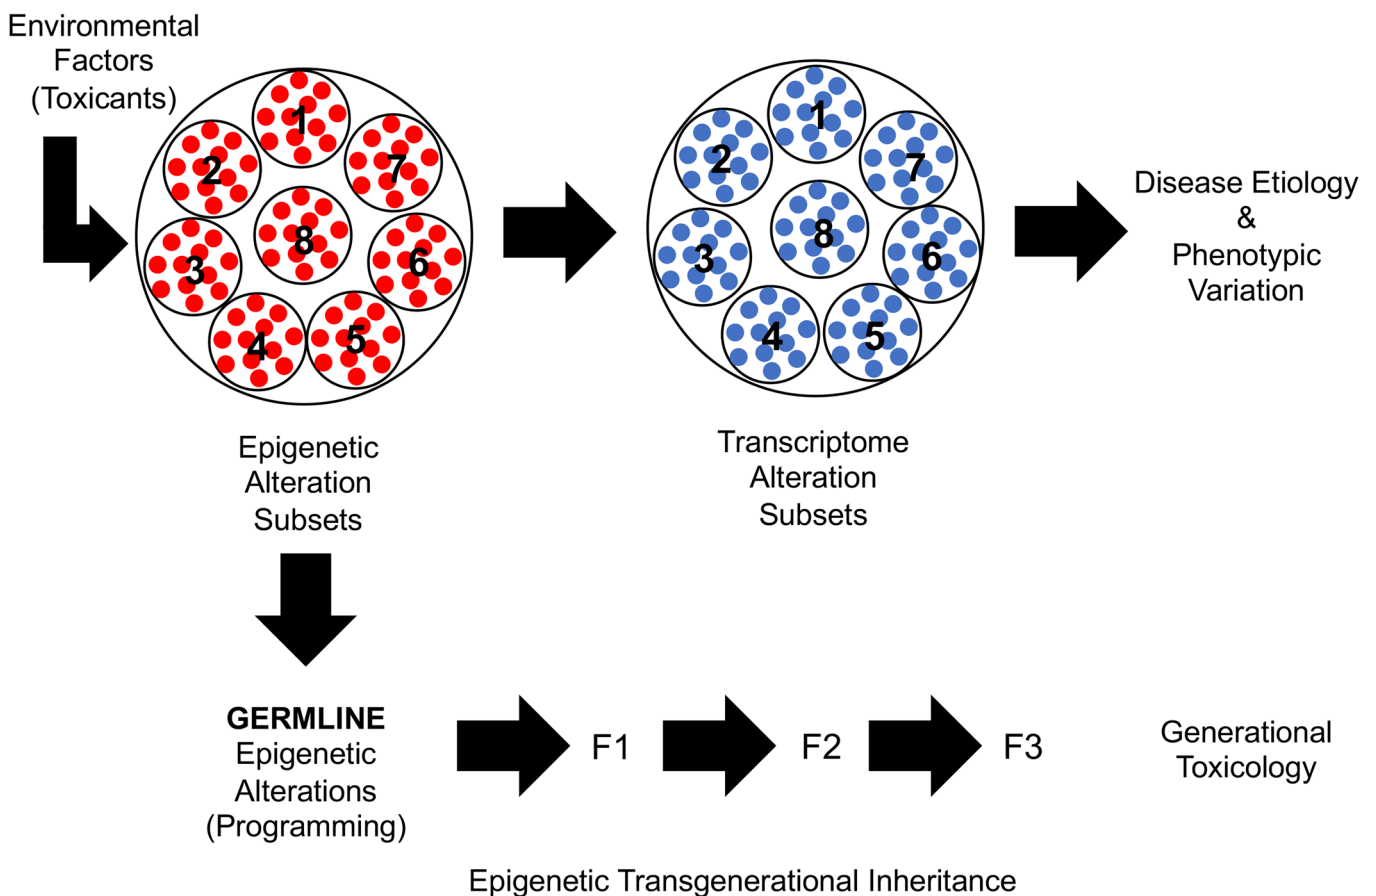 Environmental
Factors
(Toxicants)
1
2
7
8
3
6
4
5
1
2
7
8
3
6
4
5
Disease Etiology
&
Phenotypic
Variation
Epigenetic
Alteration
Subsets
Transcriptome
Alteration
Subsets
GERMLINE
Epigenetic
Alterations
(Programming)
F1
F2
F3
Generational
Toxicology
Epigenetic Transgenerational Inheritance